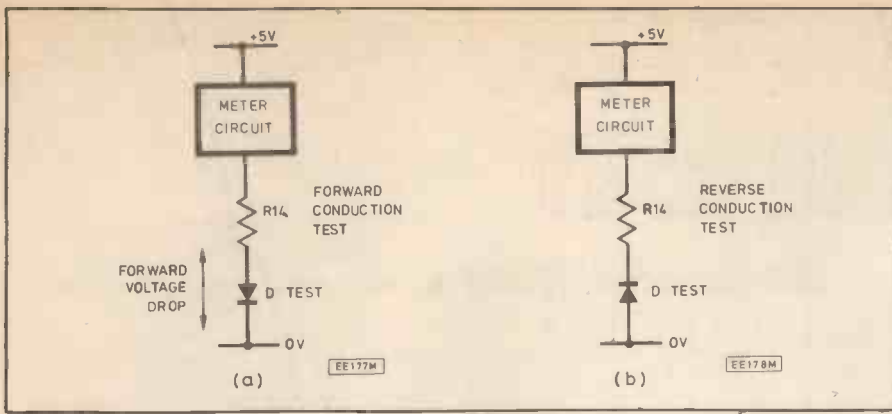 +5V
METER
CIRCUIT
R14
FORWARD
CONDUCTION
TEST
FORWARD
VOLTAGE
DROP
D TEST
0V
EE177M
(a)
+5V
METER
CIRCUIT
R14
REVERSE
CONDUCTION
TEST
D TEST
0V
EE178M
(b)